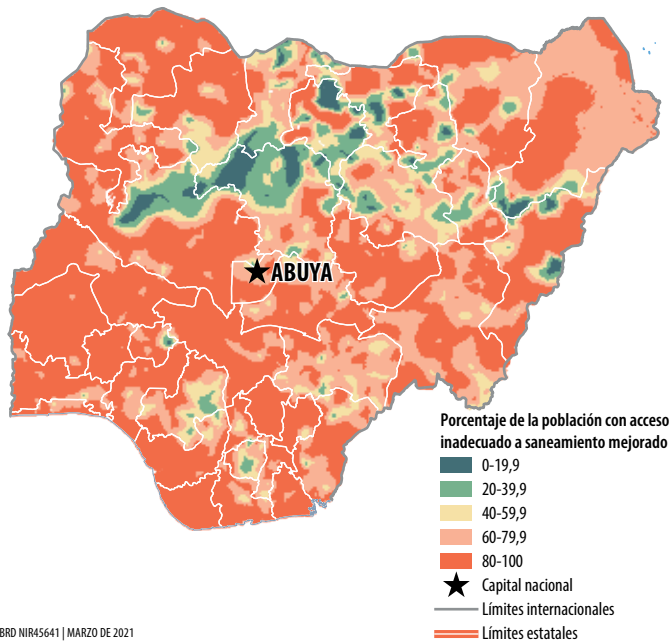 ABUYA
Porcentaje de la población con acceso
inadecuado a saneamiento mejorado
0-19,9
20-39,9
40-59,9
60-79,9
80-100
Capital nacional
Límites internacionales
Límites estatales
BRD NIR45641 | MARZO DE 2021